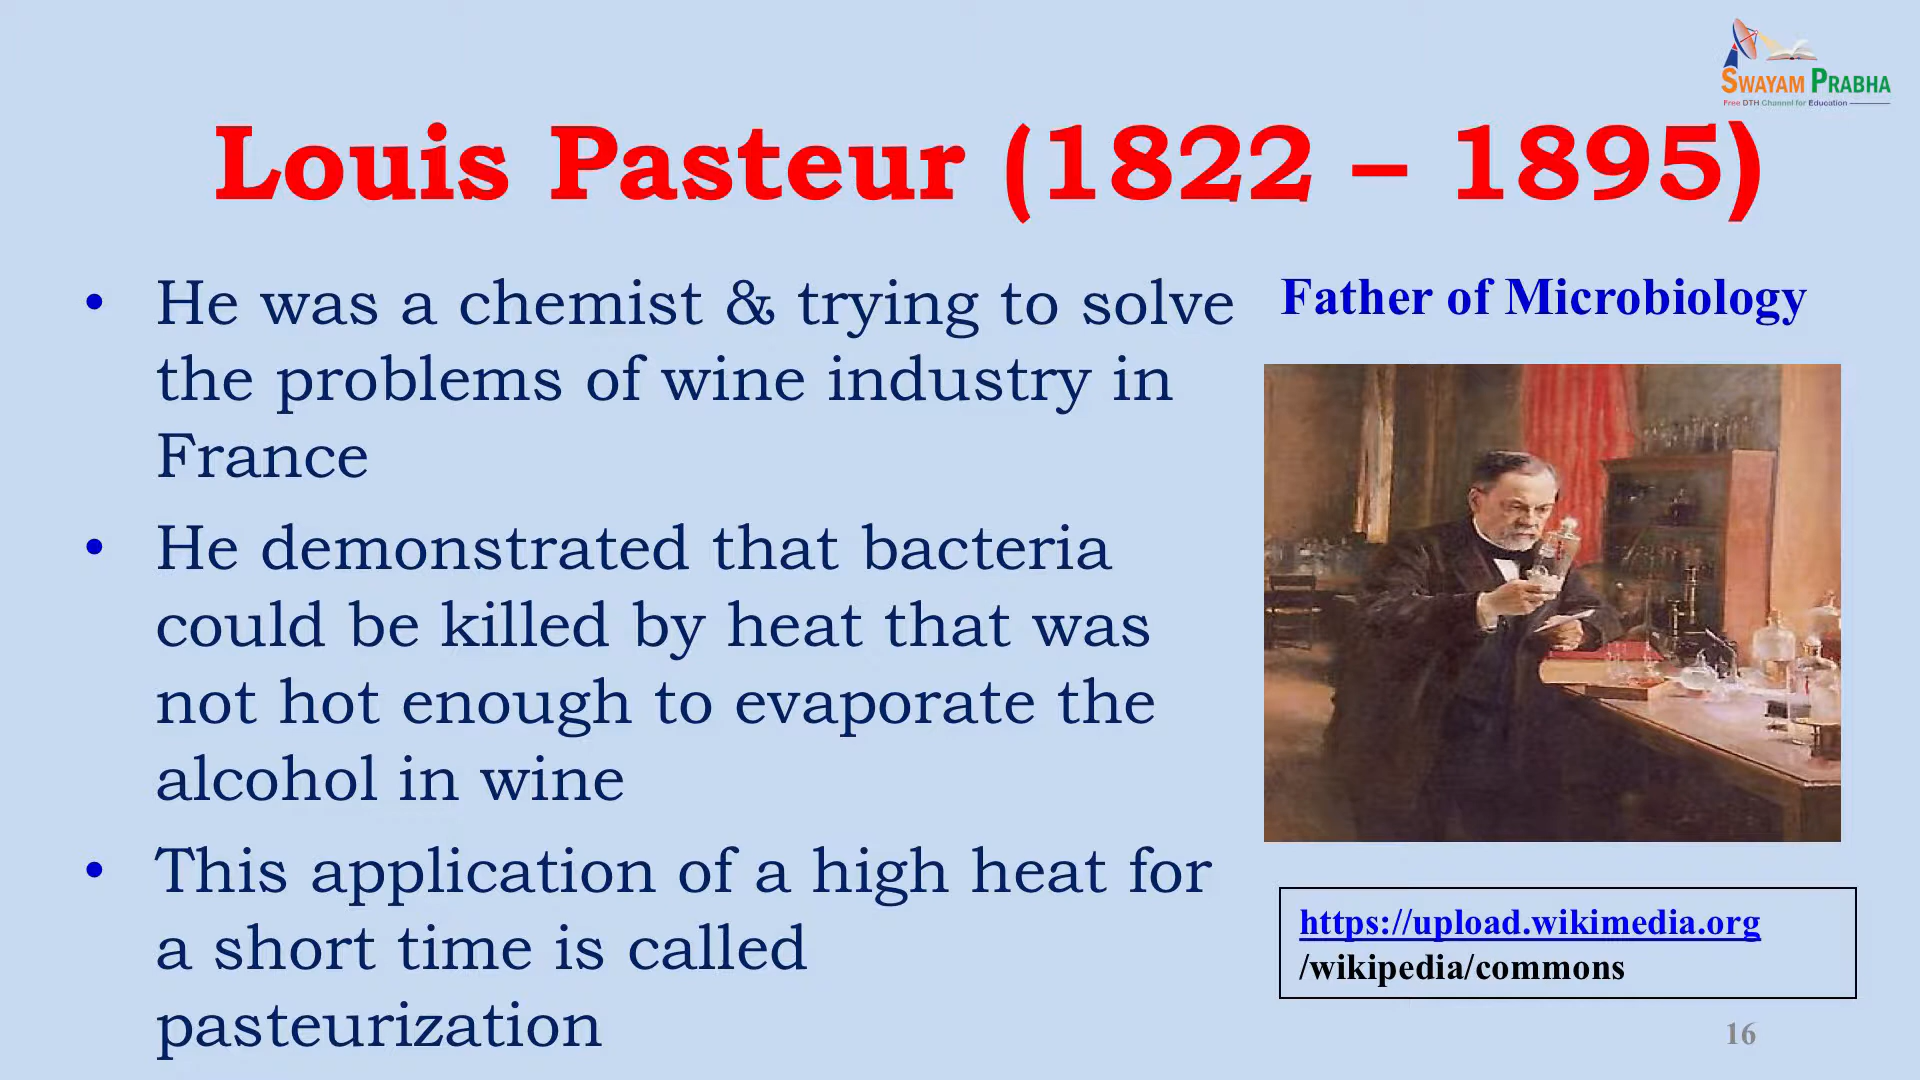 SWAYAM PRABHA
Free DTH Channel for Education
Louis Pasteur (1822 – 1895)
• He was a chemist & trying to solve
the problems of wine industry in
France
• He demonstrated that bacteria
could be killed by heat that was
not hot enough to evaporate the
alcohol in wine
• This application of a high heat for
a short time is called
pasteurization
Father of Microbiology
https://upload.wikimedia.org
/wikipedia/commons
16